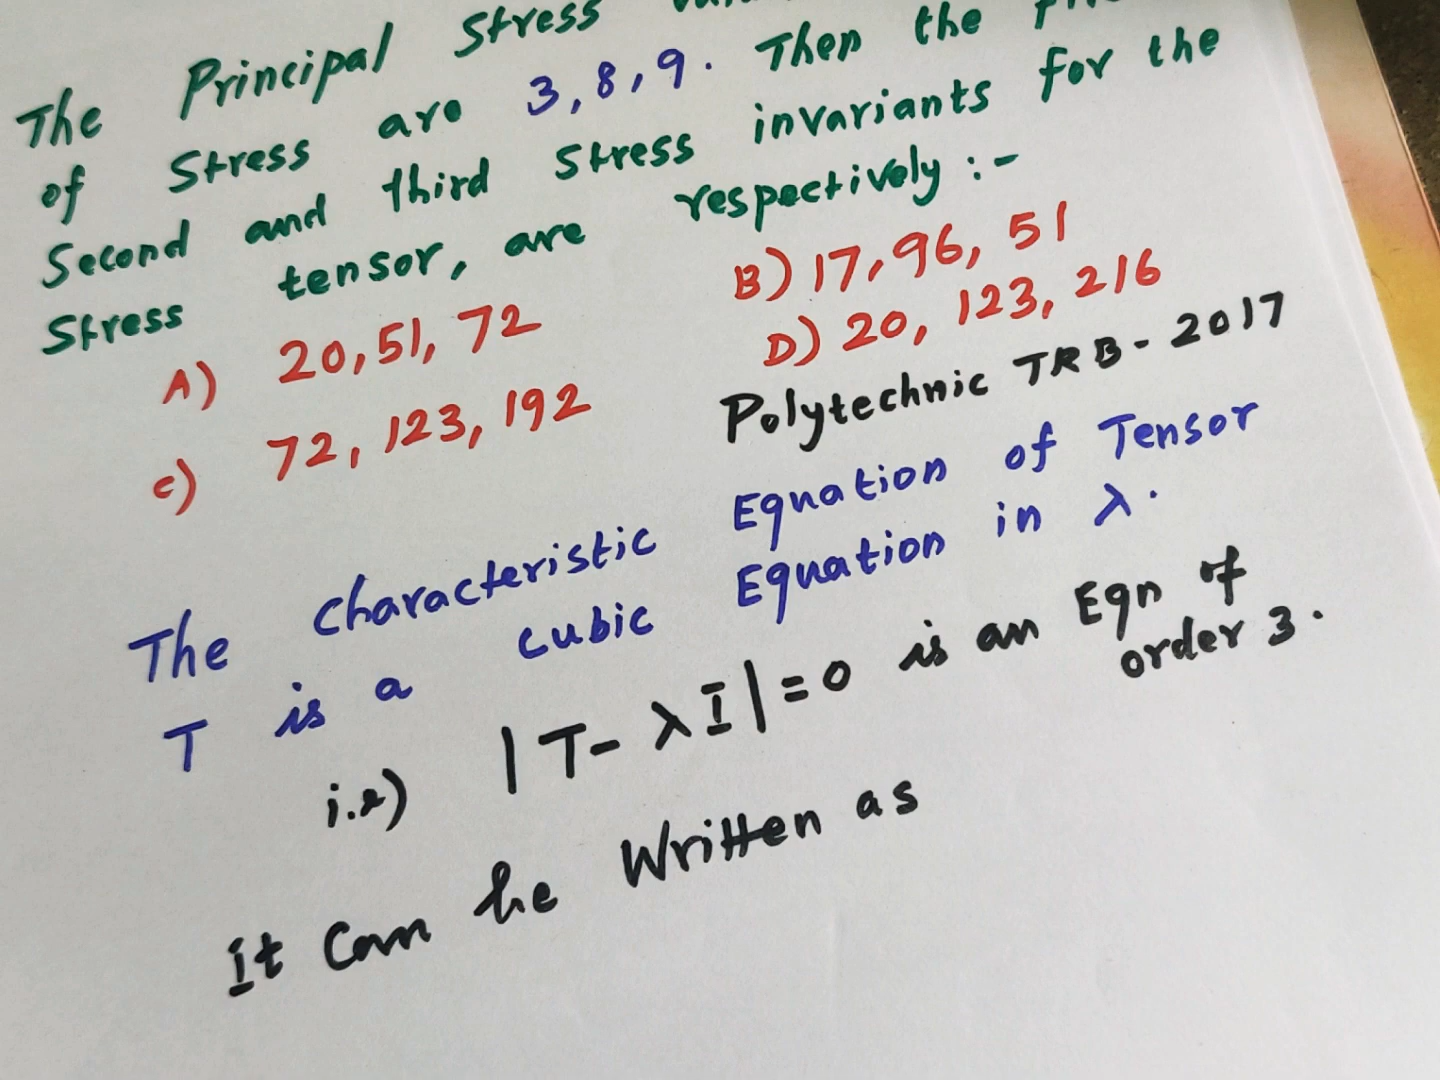 The Principal Stress
of Stress are 3,8,9. Then the
Second and third Stress invariants for the
Stress tensor, are respectively :-
A) 20,51,72 B) 17,96,51
C) 72,123,192 D) 20,123,216
Polytechnic TRB-2017
The characteristic Equation of Tensor
T is a cubic Equation in λ.
i.e) |T-λI|=0 is an Eqn of
order 3.
it can be Written as